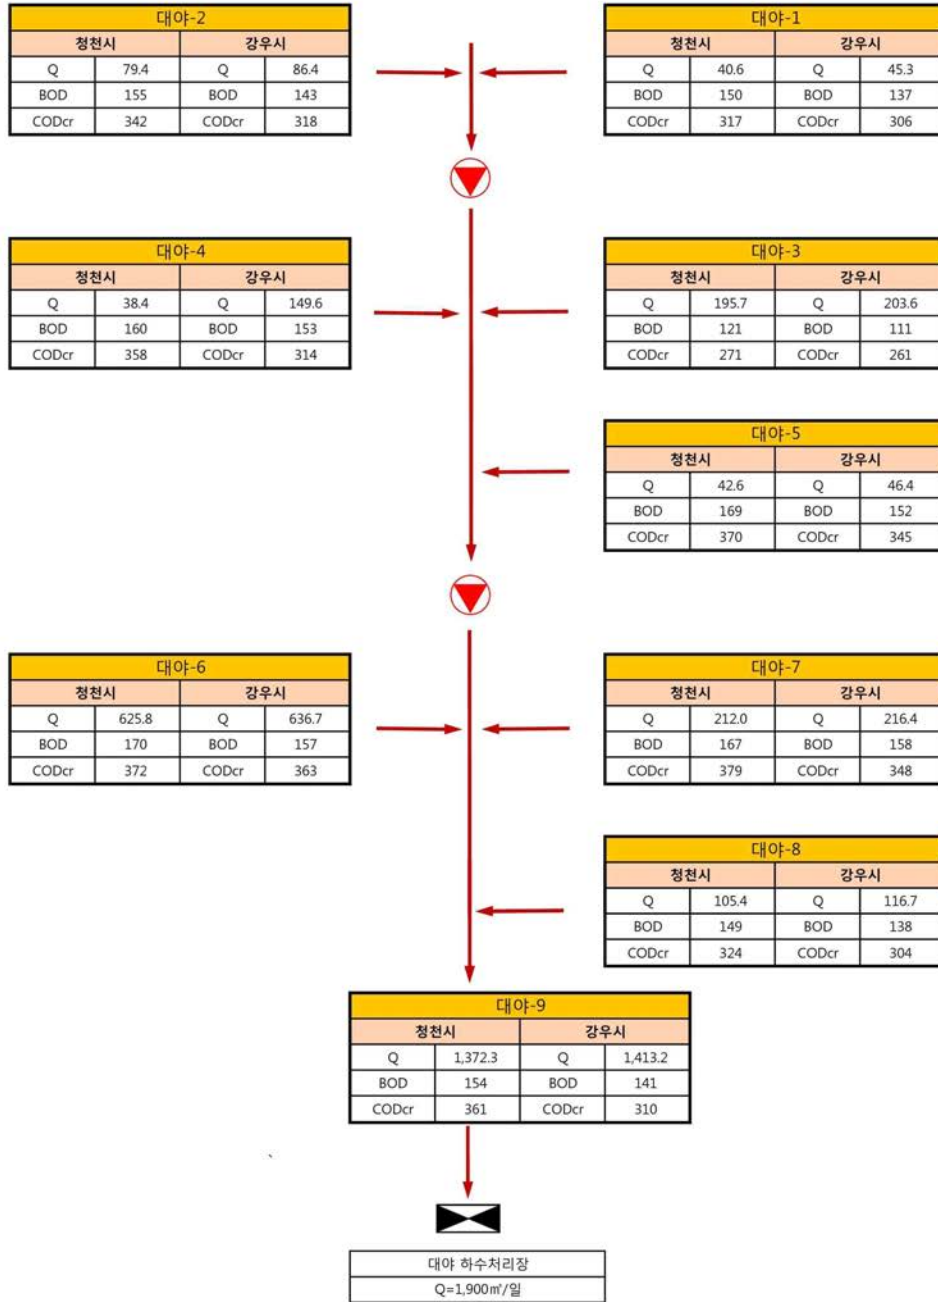 대야-2
청천시 강우시
Q 79.4 Q 86.4
BOD 155 BOD 143
CODcr 342 CODcr 318
대야-1
청천시 강우시
Q 40.6 Q 45.3
BOD 150 BOD 137
CODcr 317 CODcr 306
대야-4
청천시 강우시
Q 38.4 Q 149.6
BOD 160 BOD 153
CODcr 358 CODcr 314
대야-3
청천시 강우시
Q 195.7 Q 203.6
BOD 121 BOD 111
CODcr 271 CODcr 261
대야-5
청천시 강우시
Q 42.6 Q 46.4
BOD 169 BOD 152
CODcr 370 CODcr 345
대야-6
청천시 강우시
Q 625.8 Q 636.7
BOD 170 BOD 157
CODcr 372 CODcr 363
대야-7
청천시 강우시
Q 212.0 Q 216.4
BOD 167 BOD 158
CODcr 379 CODcr 348
대야-8
청천시 강우시
Q 105.4 Q 116.7
BOD 149 BOD 138
CODcr 324 CODcr 304
대야-9
청천시 강우시
Q 1,372.3 Q 1,413.2
BOD 154 BOD 141
CODcr 361 CODcr 310
대야 하수처리장
Q=1,900㎥/일